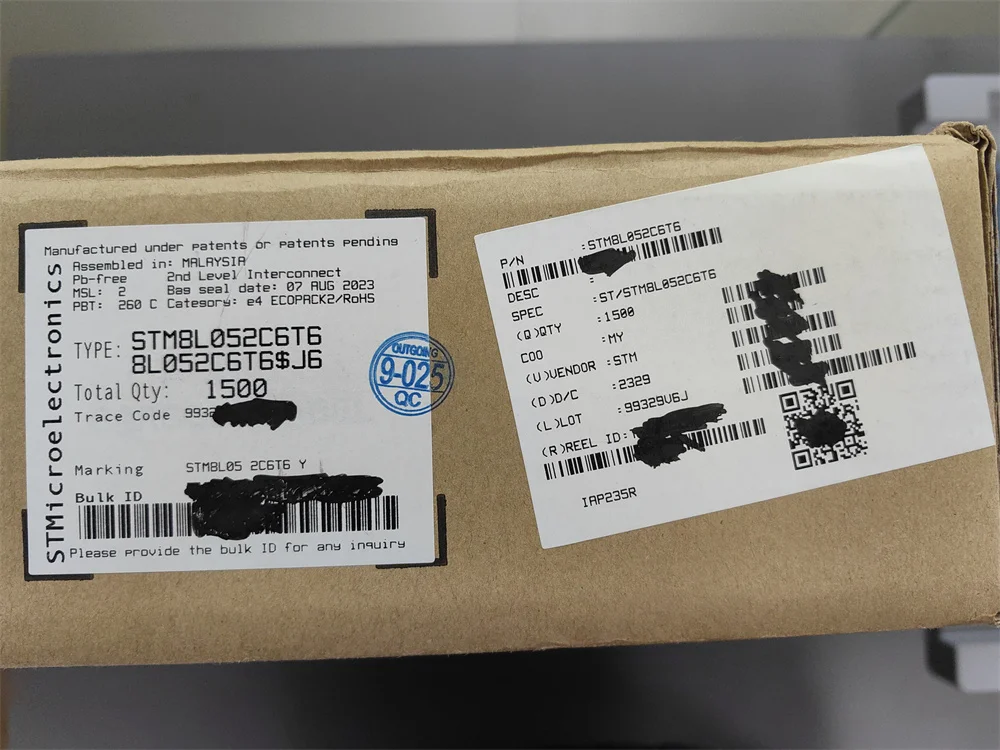 STMicroelectronics
Manufactured under patents or patents pending
Assembled in: MALAYSIA
Pb-free 2nd Level Interconnect
MSL: 2 Bag seal date: 07 AUG 2023
PBT: 260 C Category: e4 ECOPACK2/RoHS
TYPE: STM8L052C6T6
8L052C6T6$J6
Total Qty: 1500
Trace Code 9932
Marking STM8L05 2C6T6 Y
Bulk ID
Please provide the bulk ID for any inquiry
OUTGOING
9-025
QC
P/N :STM8L052C6T6
DESC :
SPEC :ST/STM8L052C6T6
(Q)QTY :1500
COO :MY
(V)VENDOR :STM
(D)D/C :2329
(L)LOT :99329V6J
(R)REEL ID:
IAP235R